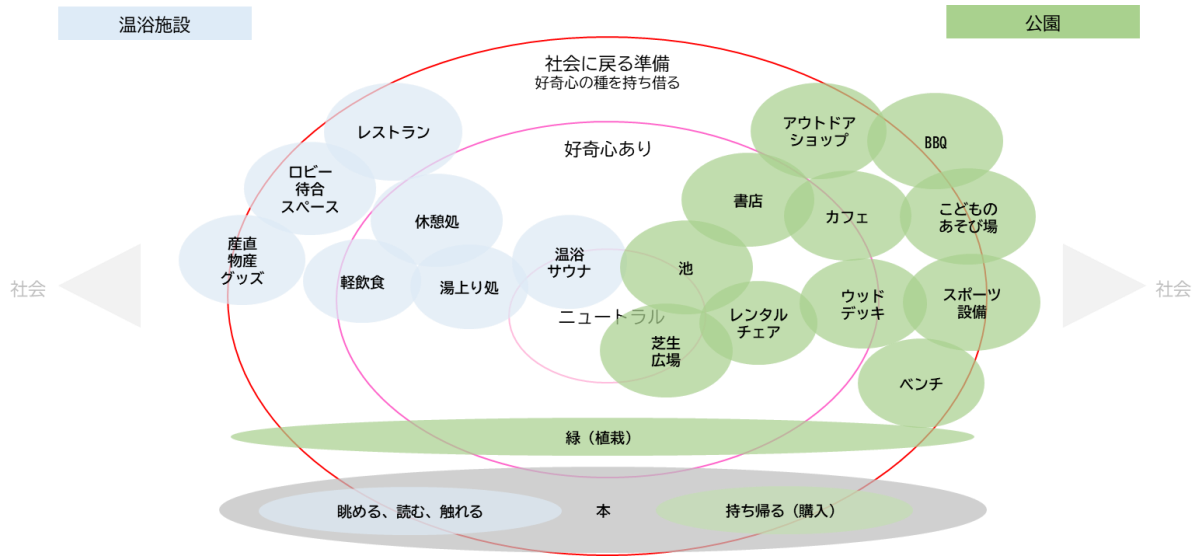 温浴施設
公園
社会に戻る準備
好奇心の種を持ち借る
好奇心あり
ニュートラル
レストラン
ロビー
待合
スペース
産直
物産
グッズ
休憩処
軽飲食
湯上り処
温浴
サウナ
アウトドア
ショップ
BBQ
書店
カフェ
こどもの
あそび場
池
レンタル
チェア
ウッド
デッキ
スポーツ
設備
芝生
広場
ベンチ
社会
社会
緑（植栽）
眺める、読む、触れる
本
持ち帰る（購入）